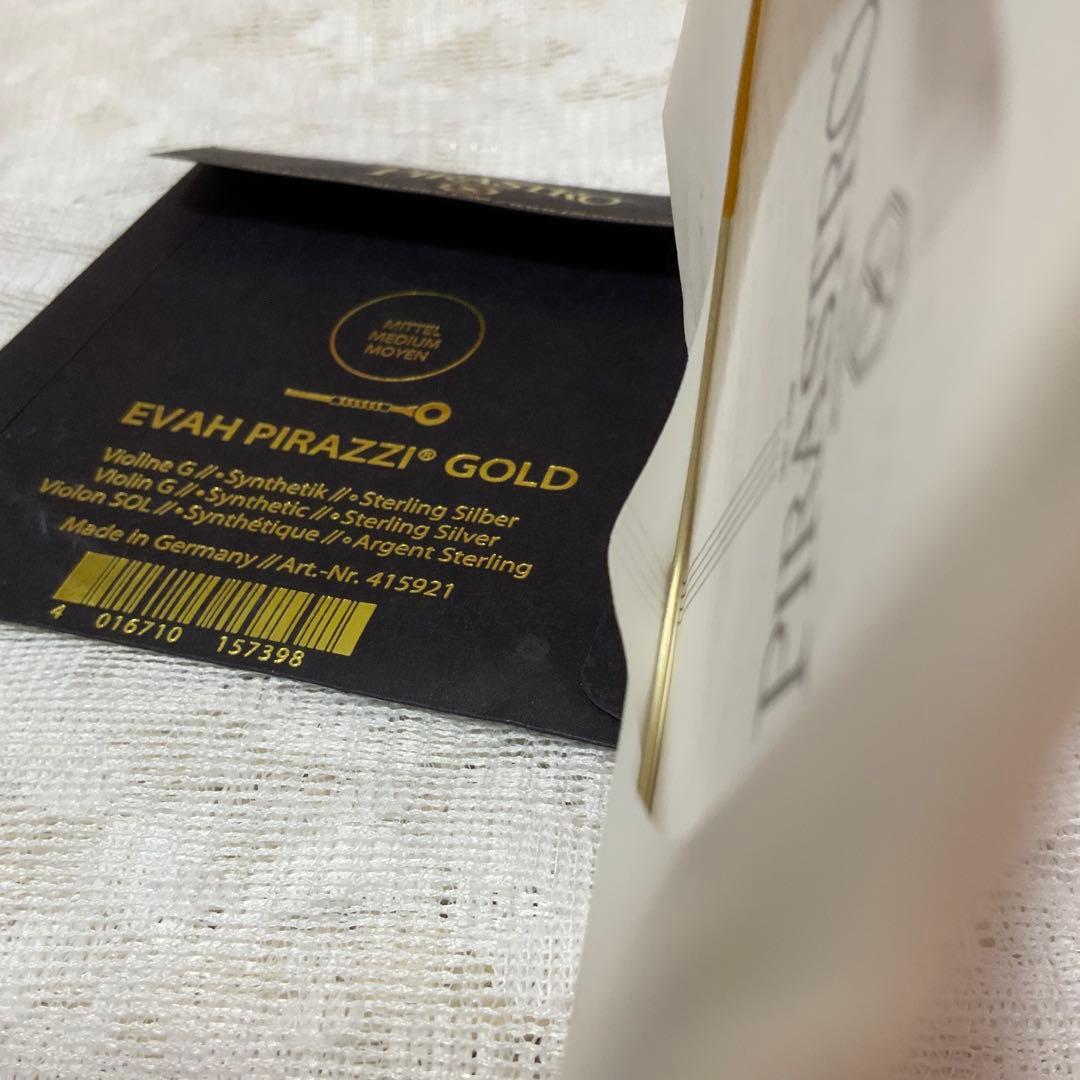 PIRASTRO
MITTEL
MEDIUM
MOYEN
EVAH PIRAZZI® GOLD
Violine G // •Synthetik // ∘Sterling Silber
Violin G // •Synthetic // ∘Sterling Silver
Violon SOL // •Synthétique // ∘Argent Sterling
Made in Germany // Art.-Nr. 415921
4 016710 157398
PIRASTRO